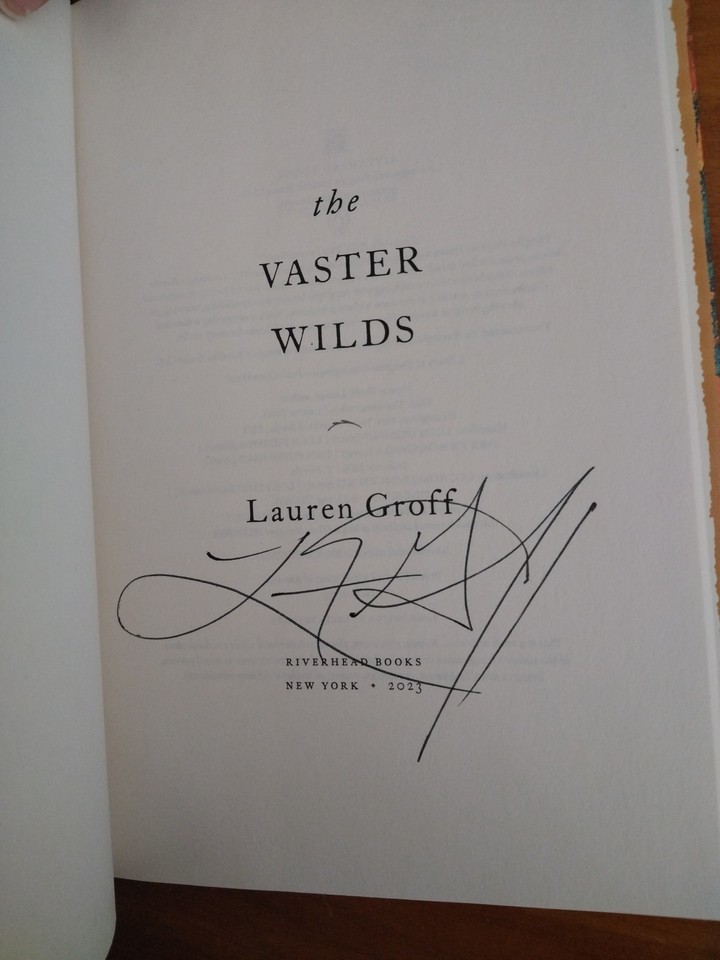 the
VASTER
WILDS
Lauren Groff
RIVERHEAD BOOKS
NEW YORK • 2023